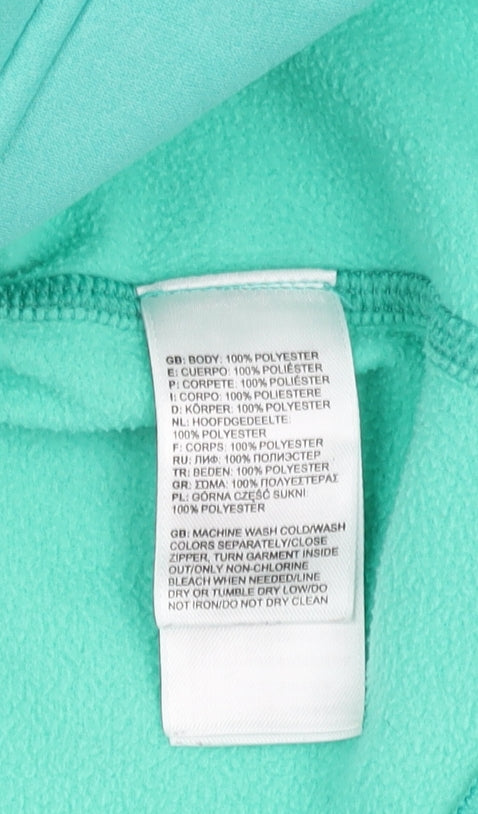 GB: BODY: 100% POLYESTER
E: CUERPO: 100% POLIÉSTER
P: CORPETE: 100% POLIÉSTER
I: CORPO: 100% POLIESTERE
D: KÖRPER: 100% POLYESTER
NL: HOOFDGEDEELTE:
100% POLYESTER
F: CORPS: 100% POLYESTER
RU: ЛИФ: 100% ПОЛИЭСТЕР
TR: BEDEN: 100% POLYESTER
GR: ΣΩΜΑ: 100% ΠΟΛΥΕΣΤΕΡΑΣ
PL: GÓRNA CZĘŚĆ SUKNI:
100% POLYESTER
GB: MACHINE WASH COLD/WASH
COLORS SEPARATELY/CLOSE
ZIPPER, TURN GARMENT INSIDE
OUT/ONLY NON-CHLORINE
BLEACH WHEN NEEDED/LINE
DRY OR TUMBLE DRY LOW/DO
NOT IRON/DO NOT DRY CLEAN